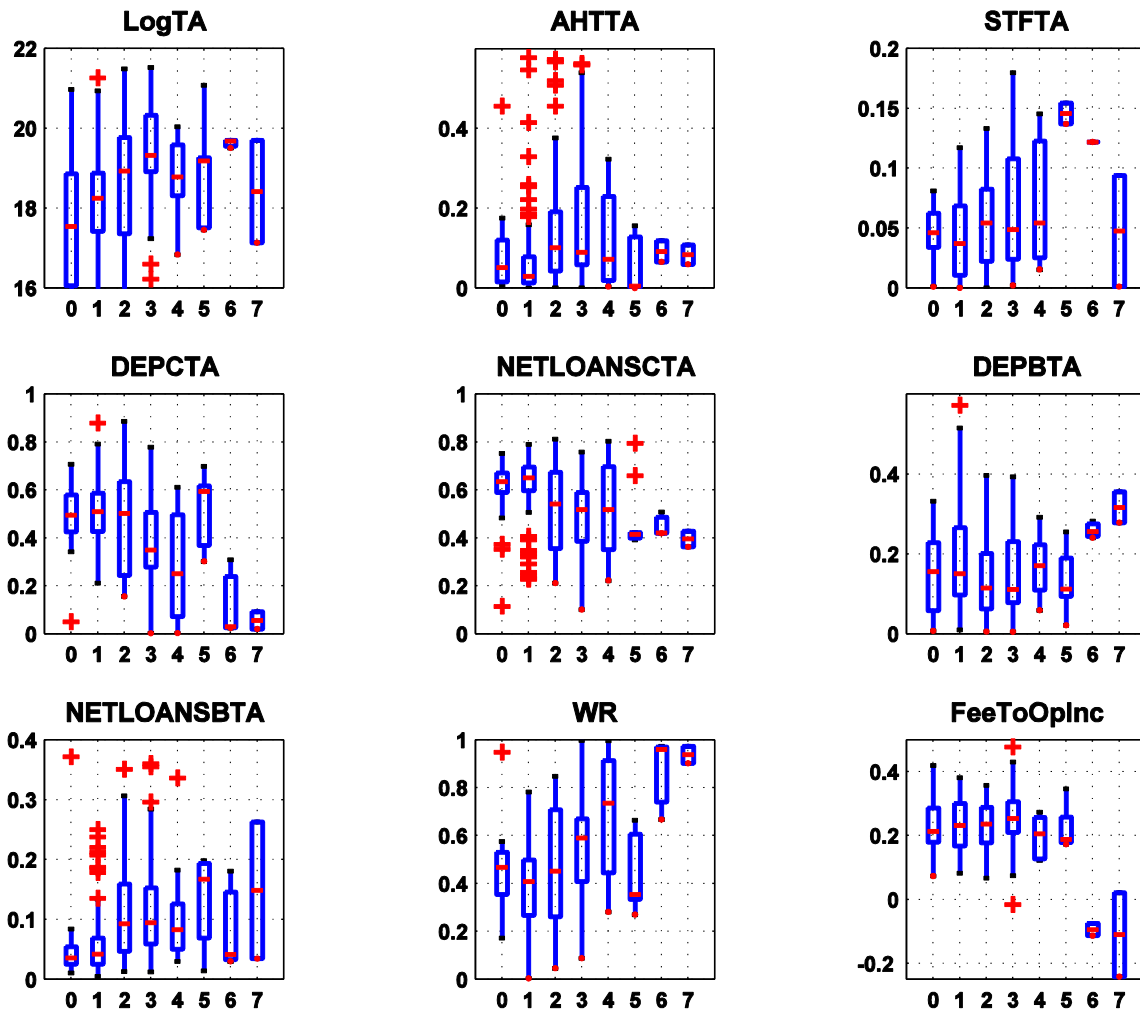 LogTA AHTTA STFTA
22 0.2
20 0.4 0.15
18 0.2 0.1
0.05
16 0 0
0 1 2 3 4 5 6 7 0 1 2 3 4 5 6 7 0 1 2 3 4 5 6 7
DEPCTA NETLOANSCTA DEPBTA
1 1
0.8 0.8
0.6 0.6 0.4
0.4 0.4 0.2
0.2 0.2
0 0 0
0 1 2 3 4 5 6 7 0 1 2 3 4 5 6 7 0 1 2 3 4 5 6 7
NETLOANSBTA WR FeeToOpInc
0.4 1
0.3 0.8 0.4
0.2 0.6 0.2
0.1 0.4 0
0.2
0 0 -0.2
0 1 2 3 4 5 6 7 0 1 2 3 4 5 6 7 0 1 2 3 4 5 6 7